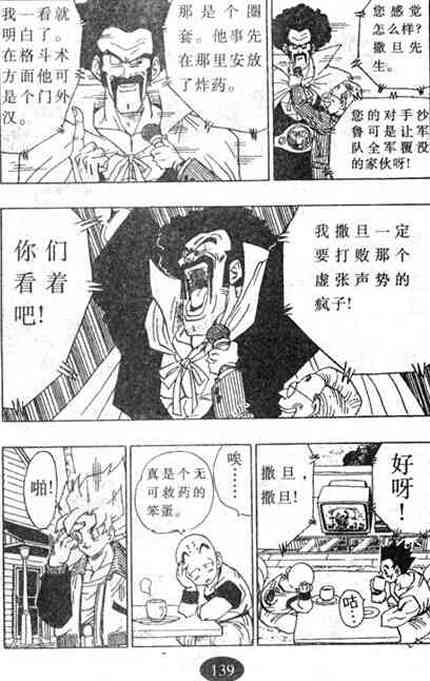 您感觉
怎么样?
撒旦先
生。
您的对手沙
鲁可是让军
队全军覆没
的家伙呀!
那是个圈
套。他事先
在那里安放
了炸药。
我一看就
明白了。
在格斗术
方面他可
是个门外
汉。
我撒旦一定
要打败那个
虚张声势的
疯子!
你们
看着
吧!
好
呀!
撒旦,
撒旦!
咕…
唉……
真是个无
可救药的
笨蛋。
啪!
139